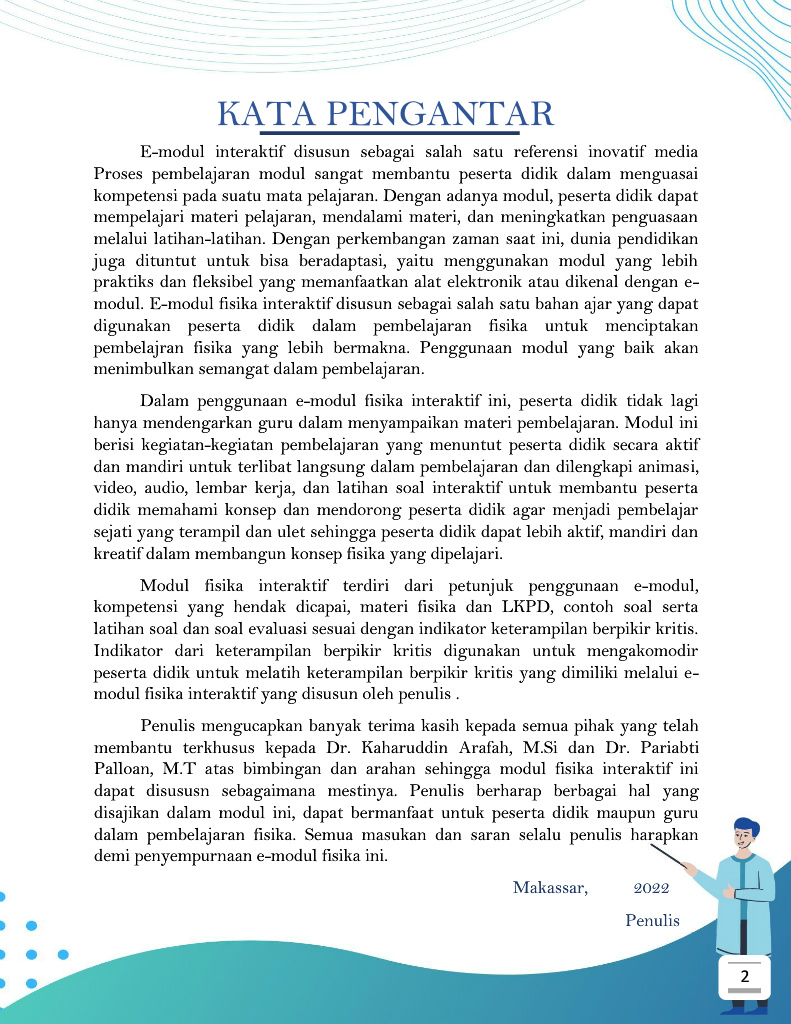 KATA PENGANTAR
E-modul interaktif disusun sebagai salah satu referensi inovatif media
Proses pembelajaran modul sangat membantu peserta didik dalam menguasai
kompetensi pada suatu mata pelajaran. Dengan adanya modul, peserta didik dapat
mempelajari materi pelajaran, mendalami materi, dan meningkatkan penguasaan
melalui latihan-latihan. Dengan perkembangan zaman saat ini, dunia pendidikan
juga dituntut untuk bisa beradaptasi, yaitu menggunakan modul yang lebih
praktiks dan fleksibel yang memanfaatkan alat elektronik atau dikenal dengan e-
modul. E-modul fisika interaktif disusun sebagai salah satu bahan ajar yang dapat
digunakan peserta didik dalam pembelajaran fisika untuk menciptakan
pembelajran fisika yang lebih bermakna. Penggunaan modul yang baik akan
menimbulkan semangat dalam pembelajaran.
Dalam penggunaan e-modul fisika interaktif ini, peserta didik tidak lagi
hanya mendengarkan guru dalam menyampaikan materi pembelajaran. Modul ini
berisi kegiatan-kegiatan pembelajaran yang menuntut peserta didik secara aktif
dan mandiri untuk terlibat langsung dalam pembelajaran dan dilengkapi animasi,
video, audio, lembar kerja, dan latihan soal interaktif untuk membantu peserta
didik memahami konsep dan mendorong peserta didik agar menjadi pembelajar
sejati yang terampil dan ulet sehingga peserta didik dapat lebih aktif, mandiri dan
kreatif dalam membangun konsep fisika yang dipelajari.
Modul fisika interaktif terdiri dari petunjuk penggunaan e-modul,
kompetensi yang hendak dicapai, materi fisika dan LKPD, contoh soal serta
latihan soal dan soal evaluasi sesuai dengan indikator keterampilan berpikir kritis.
Indikator dari keterampilan berpikir kritis digunakan untuk mengakomodir
peserta didik untuk melatih keterampilan berpikir kritis yang dimiliki melalui e-
modul fisika interaktif yang disusun oleh penulis .
Penulis mengucapkan banyak terima kasih kepada semua pihak yang telah
membantu terkhusus kepada Dr. Kaharuddin Arafah, M.Si dan Dr. Pariabti
Palloan, M.T atas bimbingan dan arahan sehingga modul fisika interaktif ini
dapat disususn sebagaimana mestinya. Penulis berharap berbagai hal yang
disajikan dalam modul ini, dapat bermanfaat untuk peserta didik maupun guru
dalam pembelajaran fisika. Semua masukan dan saran selalu penulis harapkan
demi penyempurnaan e-modul fisika ini.
Makassar, 2022
Penulis
2